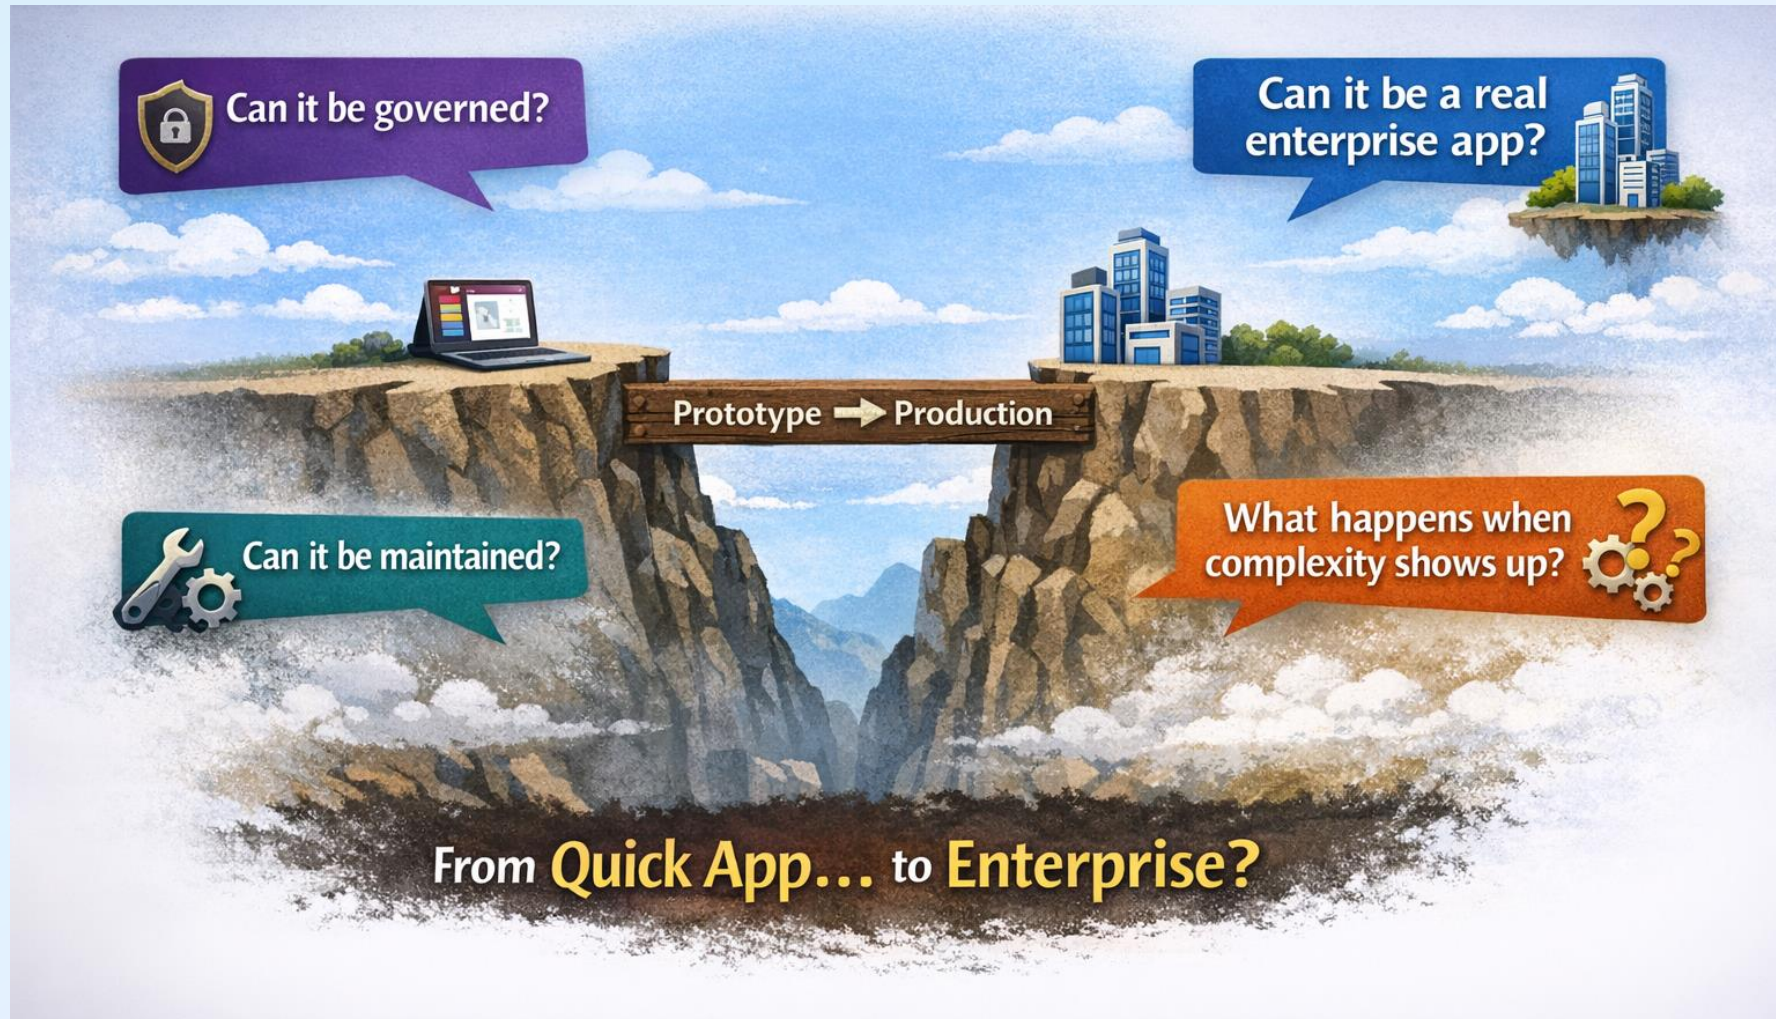 Can it be governed?
Can it be a real
enterprise app?
Prototype → Production
Can it be maintained?
What happens when
complexity shows up?
From Quick App... to Enterprise?